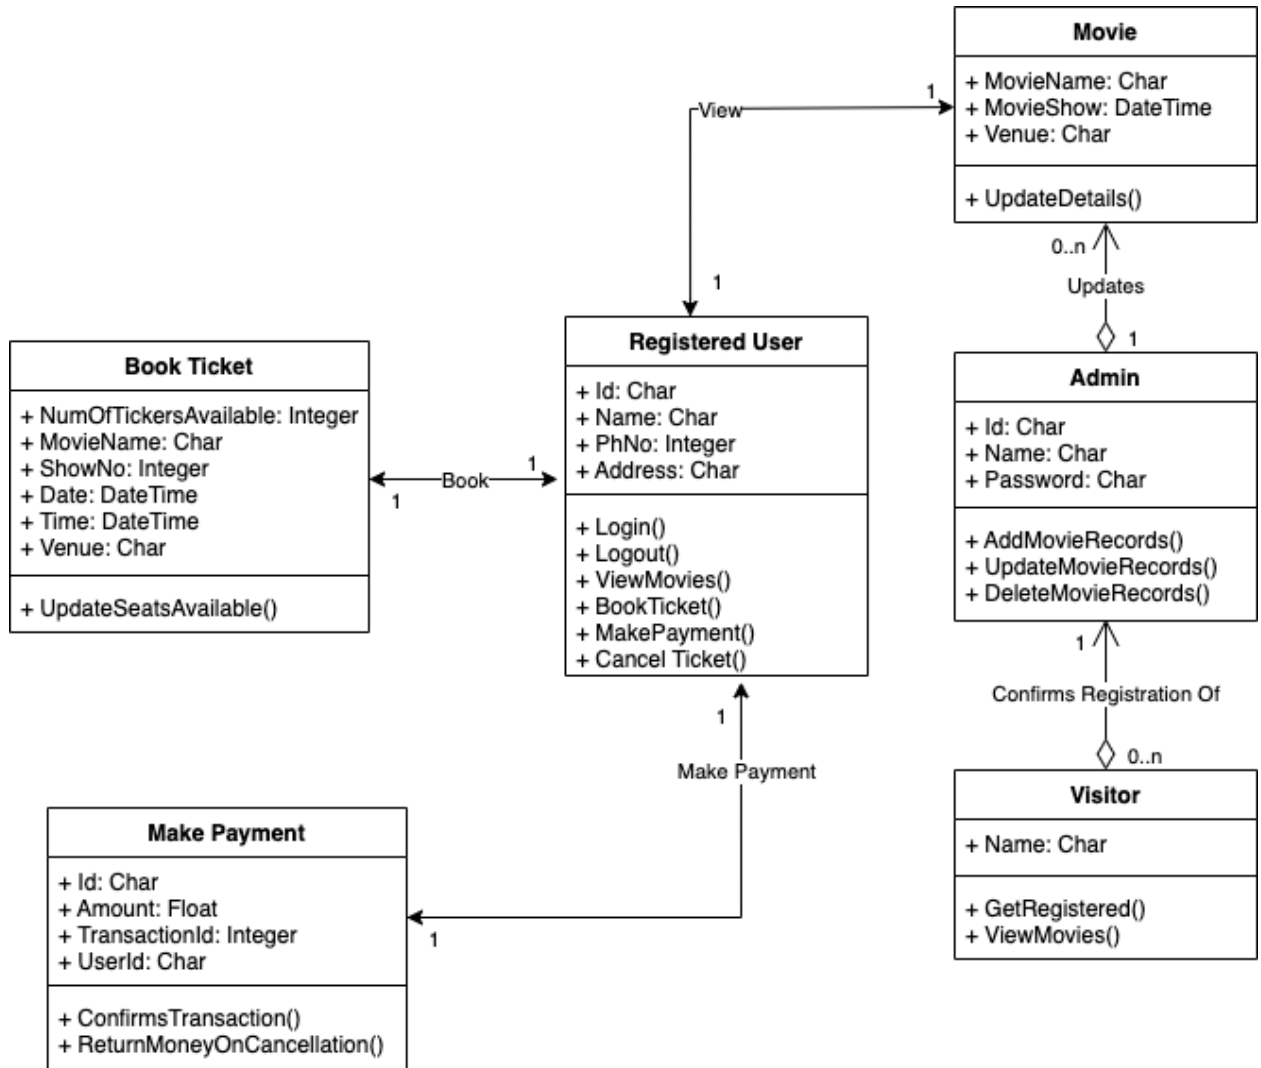 Movie
+ MovieName: Char
+ MovieShow: DateTime
+ Venue: Char
+ UpdateDetails()
View
1
1
0..n
Updates
1
Registered User
+ Id: Char
+ Name: Char
+ PhNo: Integer
+ Address: Char
+ Login()
+ Logout()
+ ViewMovies()
+ BookTicket()
+ MakePayment()
+ Cancel Ticket()
Book Ticket
+ NumOfTickersAvailable: Integer
+ MovieName: Char
+ ShowNo: Integer
+ Date: DateTime
+ Time: DateTime
+ Venue: Char
+ UpdateSeatsAvailable()
1
Book
1
Admin
+ Id: Char
+ Name: Char
+ Password: Char
+ AddMovieRecords()
+ UpdateMovieRecords()
+ DeleteMovieRecords()
1
Confirms Registration Of
0..n
1
Make Payment
1
Visitor
+ Name: Char
+ GetRegistered()
+ ViewMovies()
Make Payment
+ Id: Char
+ Amount: Float
+ TransactionId: Integer
+ UserId: Char
+ ConfirmsTransaction()
+ ReturnMoneyOnCancellation()